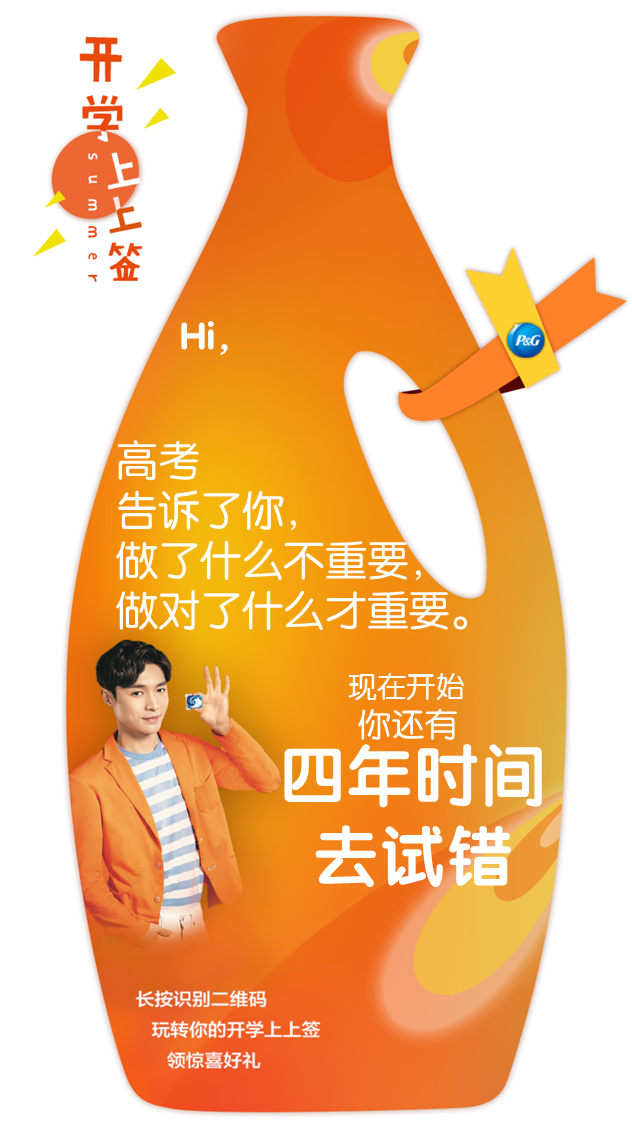 开学上上签
summer
P&G
Hi,
高考
告诉了你，
做了什么不重要，
做对了什么才重要。
现在开始
你还有
四年时间
去试错
长按识别二维码
玩转你的开学上上签
领惊喜好礼